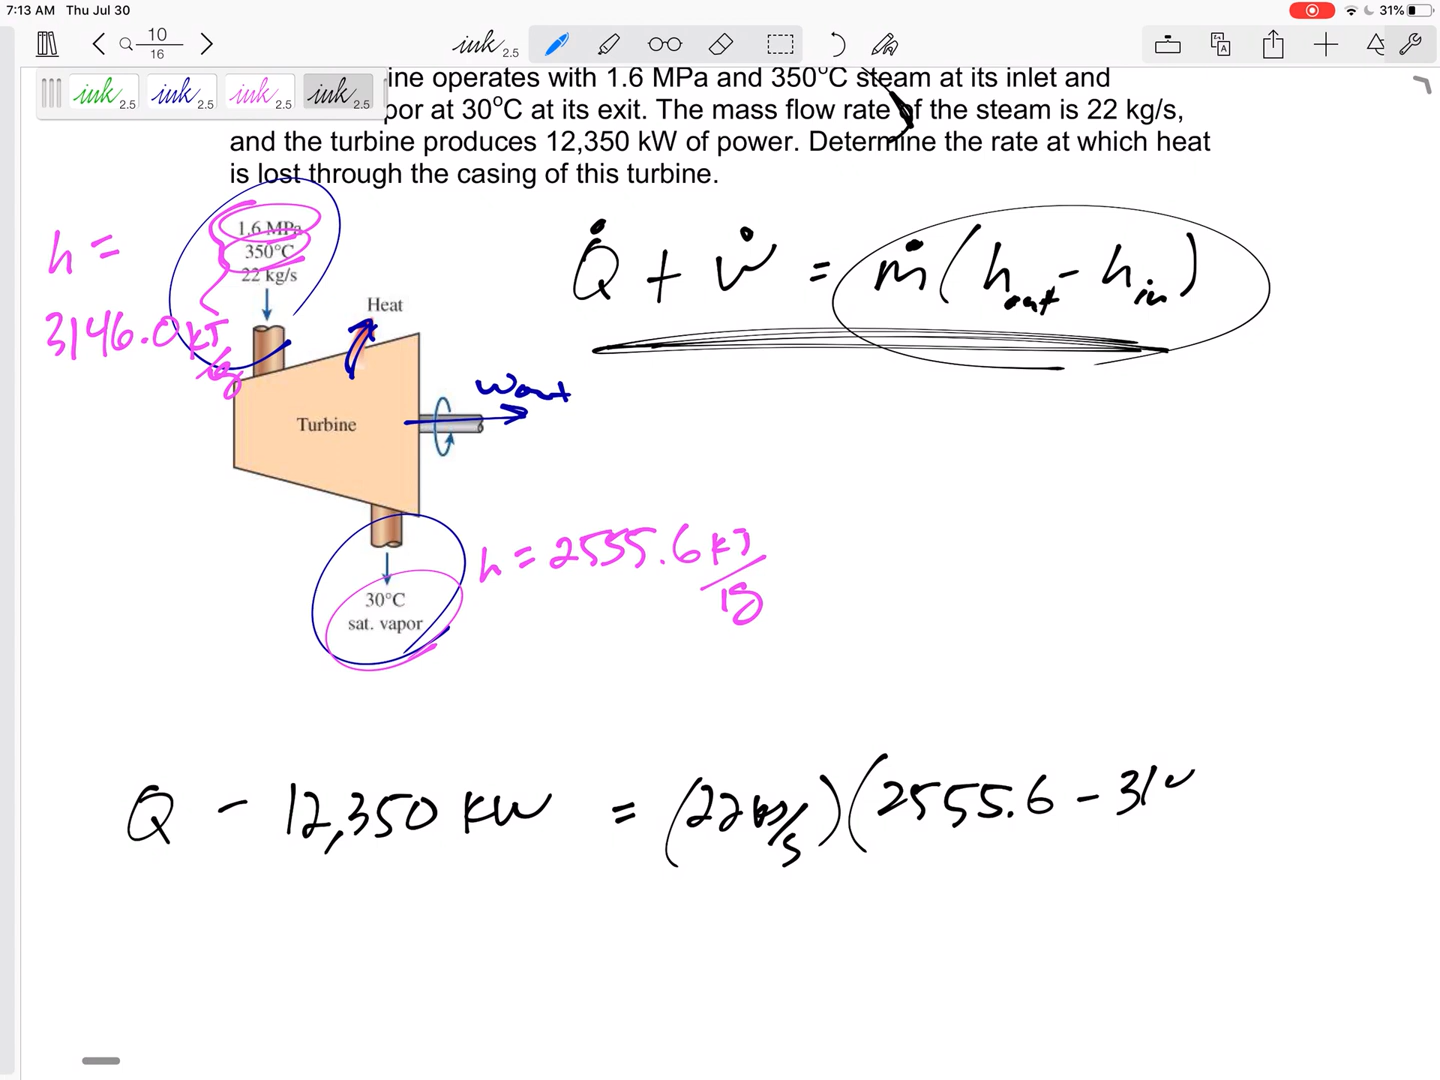 7:13 AM Thu Jul 30
31%
10
16
ink 2.5
ink 2.5 ink 2.5 ink 2.5 ink 2.5
ine operates with 1.6 MPa and 350°C steam at its inlet and
por at 30°C at its exit. The mass flow rate of the steam is 22 kg/s,
and the turbine produces 12,350 kW of power. Determine the rate at which heat
is lost through the casing of this turbine.
1.6 MPa
350°C
22 kg/s
h =
3146.0 kJ/kg
Q̇ + Ẇ = ṁ(h out - h in)
Heat
Wout
Turbine
h = 2555.6 kJ/kg
30°C
sat. vapor
Q - 12,350 kW = (22 kg/s)(2555.6 - 31